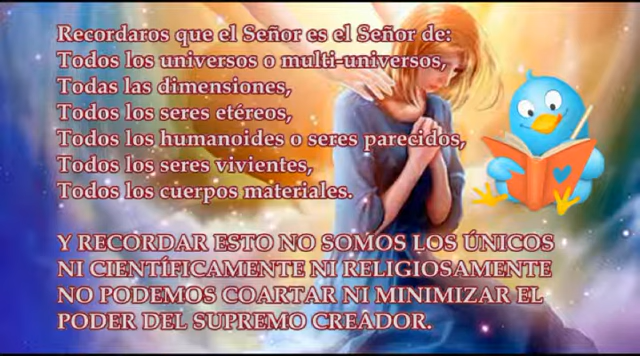 Recordaros que el Señor es el Señor de:
Todos los universos o multi-universos,
Todas las dimensiones,
Todos los seres etéreos,
Todos los humanoides o seres parecidos,
Todos los seres vivientes,
Todos los cuerpos materiales.
Y RECORDAR ESTO NO SOMOS LOS ÚNICOS
NI CIENTÍFICAMENTE NI RELIGIOSAMENTE
NO PODEMOS COARTAR NI MINIMIZAR EL
PODER DEL SUPREMO CREADOR.